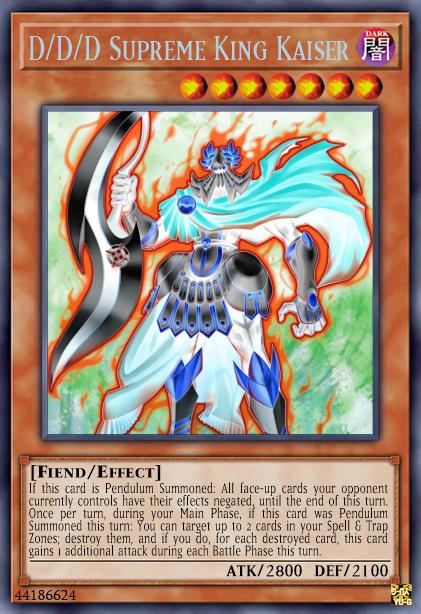 D/D/D Supreme King Kaiser
DARK
闇
[Fiend/Effect]
If this card is Pendulum Summoned: All face-up cards your opponent
currently controls have their effects negated, until the end of this turn.
Once per turn, during your Main Phase, if this card was Pendulum
Summoned this turn: You can target up to 2 cards in your Spell & Trap
Zones; destroy them, and if you do, for each destroyed card, this card
gains 1 additional attack during each Battle Phase this turn.
ATK/2800 DEF/2100
44186624